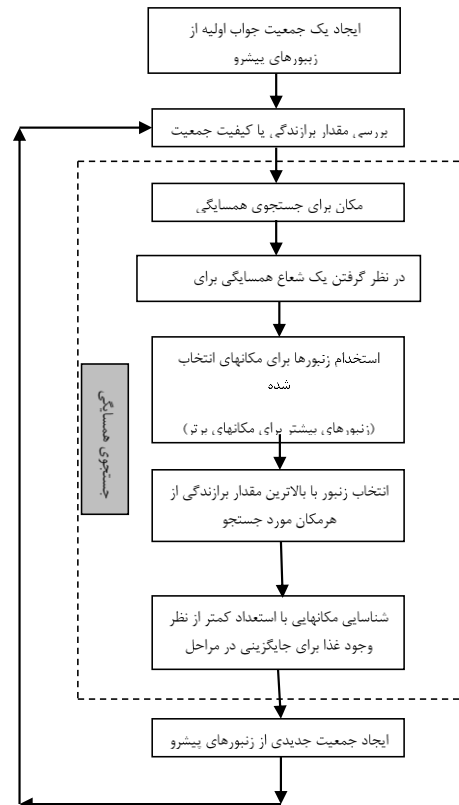 ایجاد یک جمعیت جواب اولیه از
زنبورهای پیشرو
بررسی مقدار برازندگی یا کیفیت جمعیت
مکان برای جستجوی همسایگی
در نظر گرفتن یک شعاع همسایگی برای
استخدام زنبورها برای مکانهای انتخاب
شده
(زنبورهای بیشتر برای مکانهای برتر)
جستجوی همسایگی
انتخاب زنبور با بالاترین مقدار برازندگی از
هرمکان مورد جستجو
شناسایی مکانهایی با استعداد کمتر از نظر
وجود غذا برای جایگزینی در مراحل
ایجاد جمعیت جدیدی از زنبورهای پیشرو